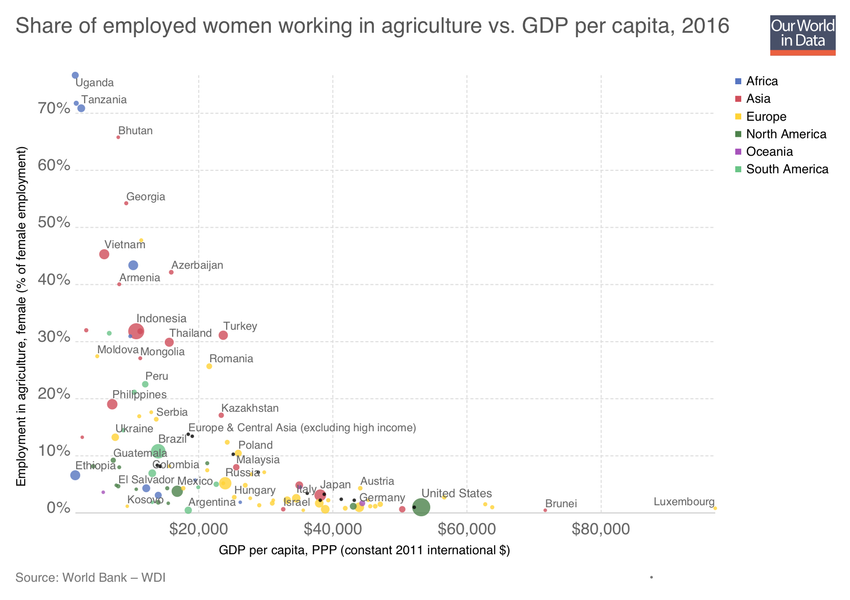 Share of employed women working in agriculture vs. GDP per capita, 2016
Our World
in Data
Africa
Asia
Europe
North America
Oceania
South America
Employment in agriculture, female (% of female employment)
70%
60%
50%
40%
30%
20%
10%
0%
Uganda
Tanzania
Bhutan
Georgia
Vietnam
Azerbaijan
Armenia
Indonesia
Turkey
Thailand
Moldova
Mongolia
Romania
Peru
Philippines
Serbia
Kazakhstan
Ukraine
Europe & Central Asia (excluding high income)
Brazil
Poland
Guatemala
Malaysia
Ethiopia
Colombia
Russia
El Salvador
Mexico
Japan
Austria
Hungary
Italy
Kosovo
Argentina
Israel
Germany
United States
Brunei
Luxembourg
$20,000
$40,000
$60,000
$80,000
GDP per capita, PPP (constant 2011 international $)
Source: World Bank – WDI